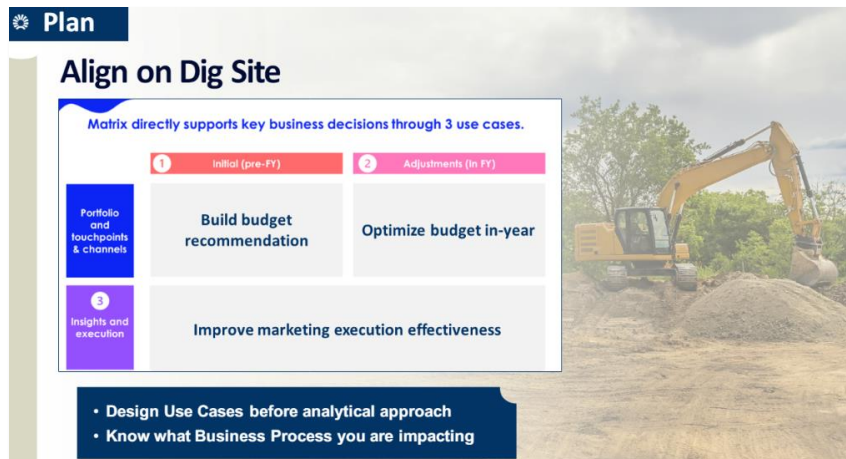 Plan
Align on Dig Site
Matrix directly supports key business decisions through 3 use cases.
1 Initial (pre-FY)
2 Adjustments (in FY)
Portfolio
and
touchpoints
& channels
Build budget
recommendation
Optimize budget in-year
3
Insights and
execution
Improve marketing execution effectiveness
• Design Use Cases before analytical approach
• Know what Business Process you are impacting